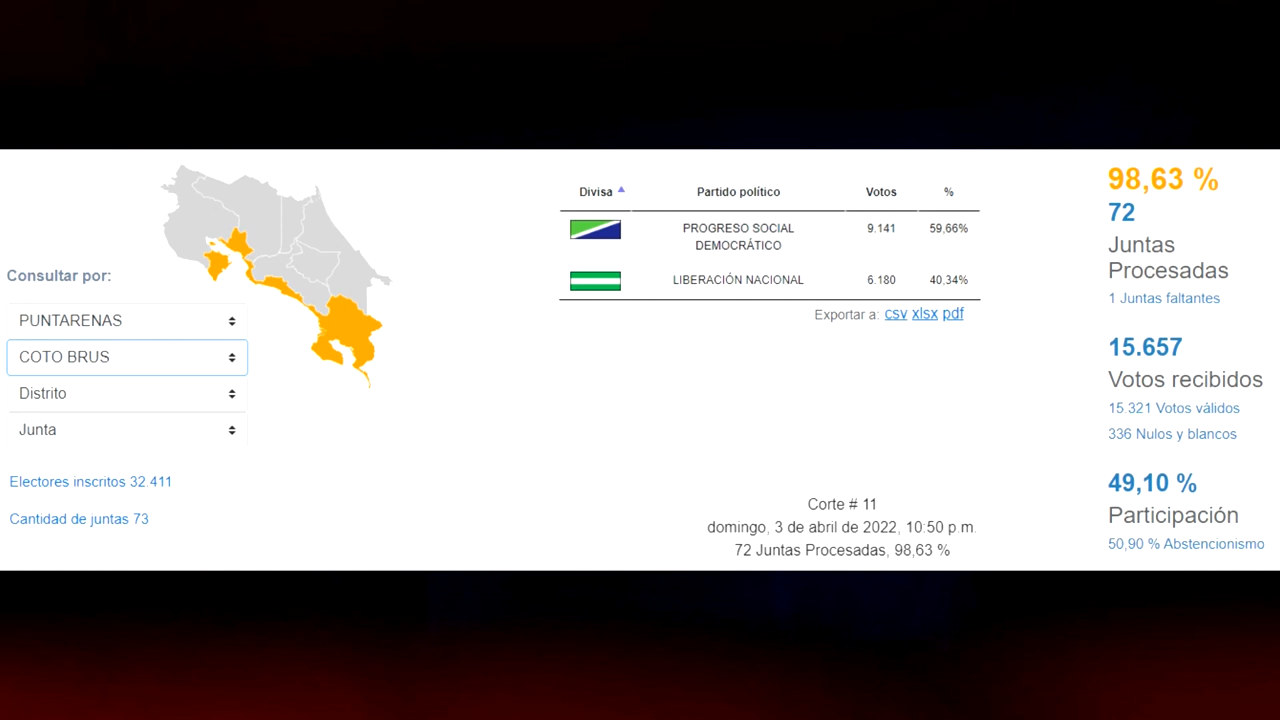 Consultar por:
PUNTARENAS
COTO BRUS
Distrito
Junta
Electores inscritos 32.411
Cantidad de juntas 73
Divisa Partido político Votos %
PROGRESO SOCIAL DEMOCRÁTICO 9.141 59,66%
LIBERACIÓN NACIONAL 6.180 40,34%
Exportar a: csv xlsx pdf
Corte # 11
domingo, 3 de abril de 2022, 10:50 p.m.
72 Juntas Procesadas, 98,63 %
98,63 %
72
Juntas
Procesadas
1 Juntas faltantes
15.657
Votos recibidos
15.321 Votos válidos
336 Nulos y blancos
49,10 %
Participación
50,90 % Abstencionismo